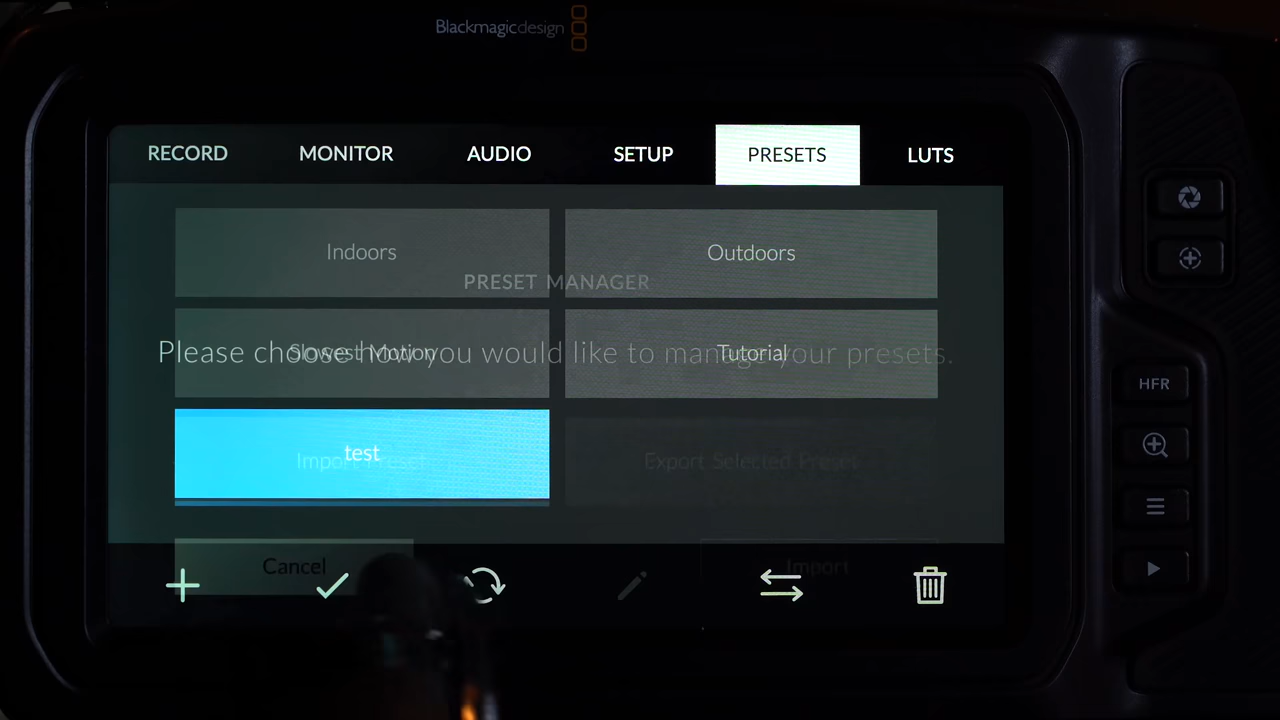 Blackmagicdesign
RECORD MONITOR AUDIO SETUP PRESETS LUTS
Indoors Outdoors
PRESET MANAGER
Slowest Motion Tutorial
Please choose how you would like to manage your presets.
test
Import Preset Export Selected Preset
Cancel Import
HFR